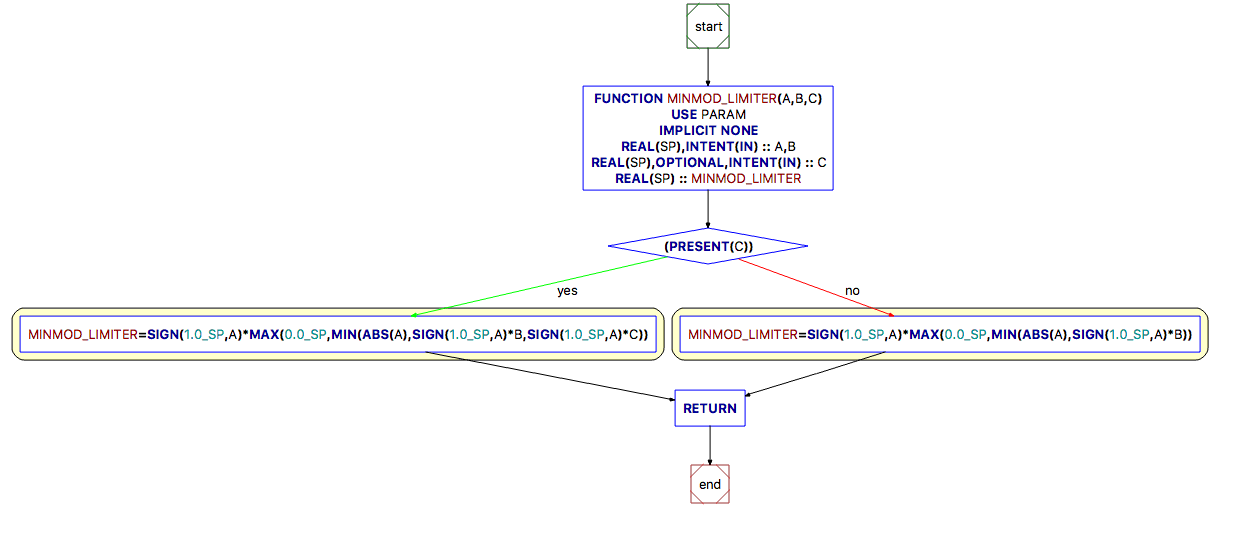 start
FUNCTION MINMOD_LIMITER(A,B,C)
USE PARAM
IMPLICIT NONE
REAL(SP),INTENT(IN) :: A,B
REAL(SP),OPTIONAL,INTENT(IN) :: C
REAL(SP) :: MINMOD_LIMITER
(PRESENT(C))
yes
no
MINMOD_LIMITER=SIGN(1.0_SP,A)*MAX(0.0_SP,MIN(ABS(A),SIGN(1.0_SP,A)*B,SIGN(1.0_SP,A)*C))
MINMOD_LIMITER=SIGN(1.0_SP,A)*MAX(0.0_SP,MIN(ABS(A),SIGN(1.0_SP,A)*B))
RETURN
end